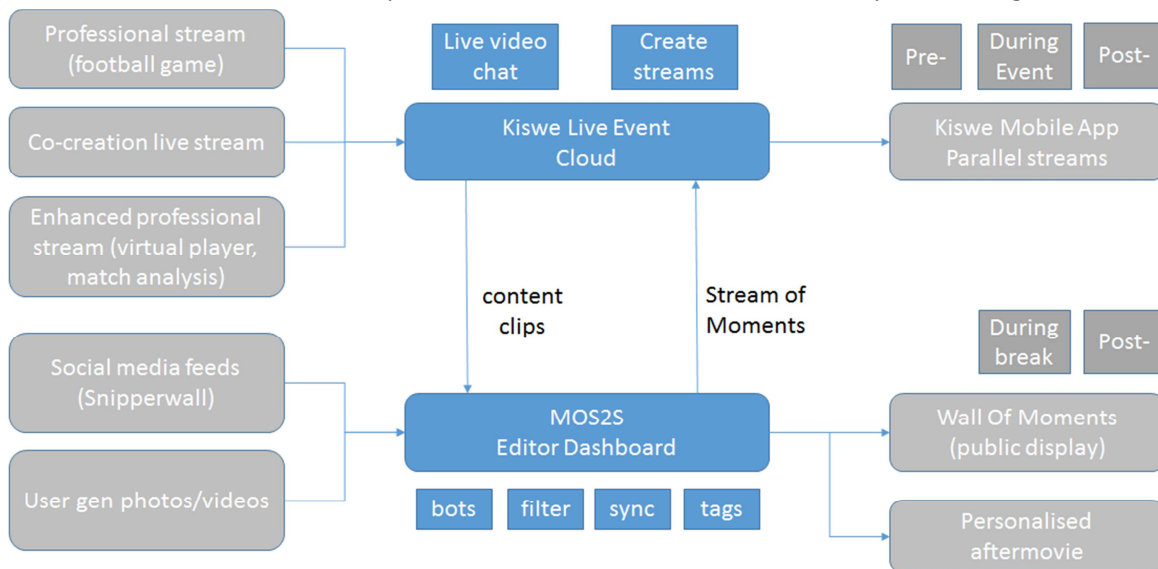 Professional stream
(football game)
Co-creation live stream
Enhanced professional
stream (virtual player,
match analysis)
Social media feeds
(Snipperwall)
User gen photos/videos
Live video
chat
Create
streams
Kiswe Live Event
Cloud
content
clips
Stream of
Moments
MOS2S
Editor Dashboard
bots
filter
sync
tags
Pre-
During
Event
Post-
Kiswe Mobile App
Parallel streams
During
break
Post-
Wall Of Moments
(public display)
Personalised
aftermovie